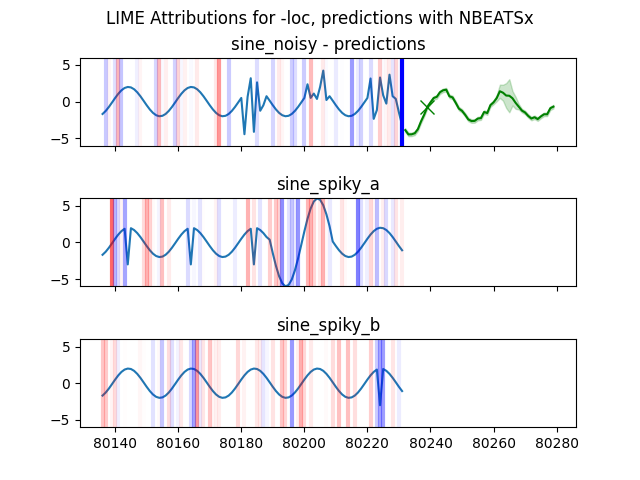 LIME Attributions for -loc, predictions with NBEATSx
sine_noisy - predictions
5
0
−5
sine_spiky_a
5
0
−5
sine_spiky_b
5
0
−5
80140 80160 80180 80200 80220 80240 80260 80280